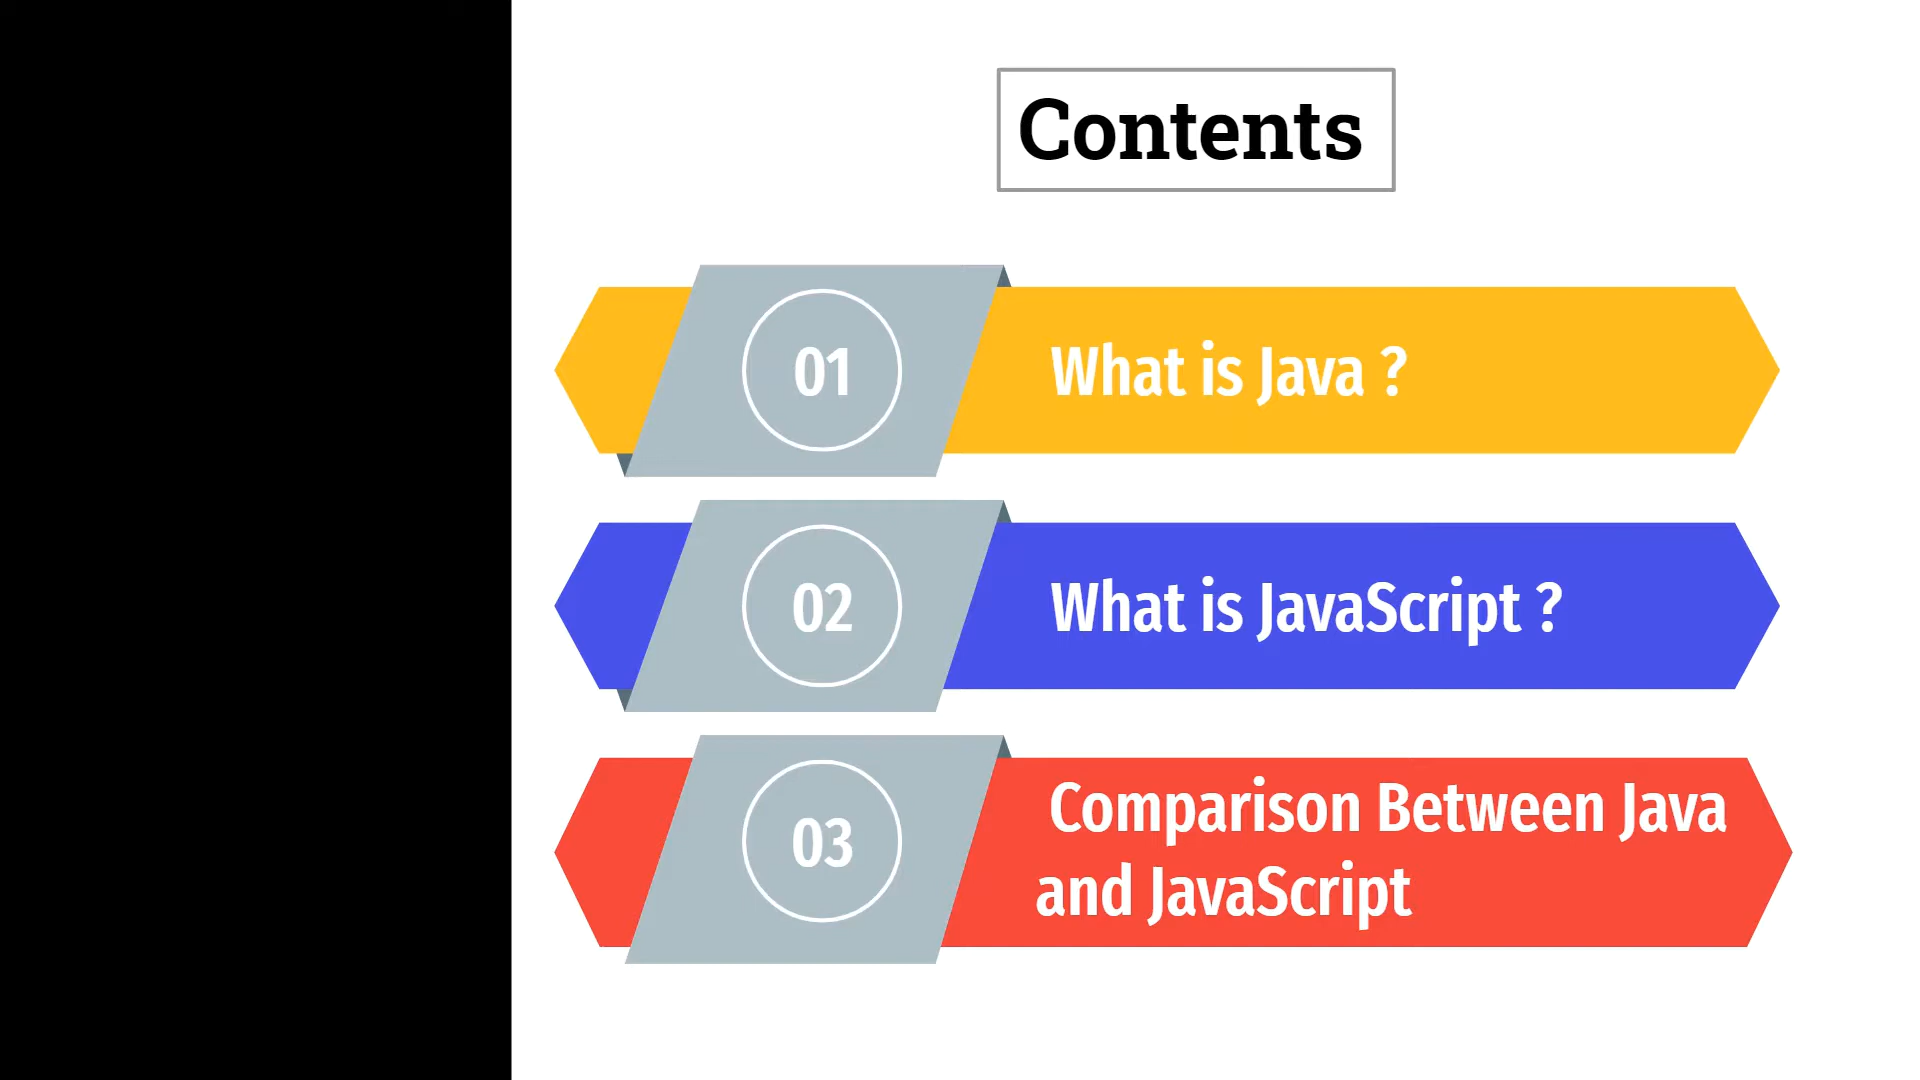 Contents
01
What is Java ?
02
What is JavaScript ?
03
Comparison Between Java
and JavaScript